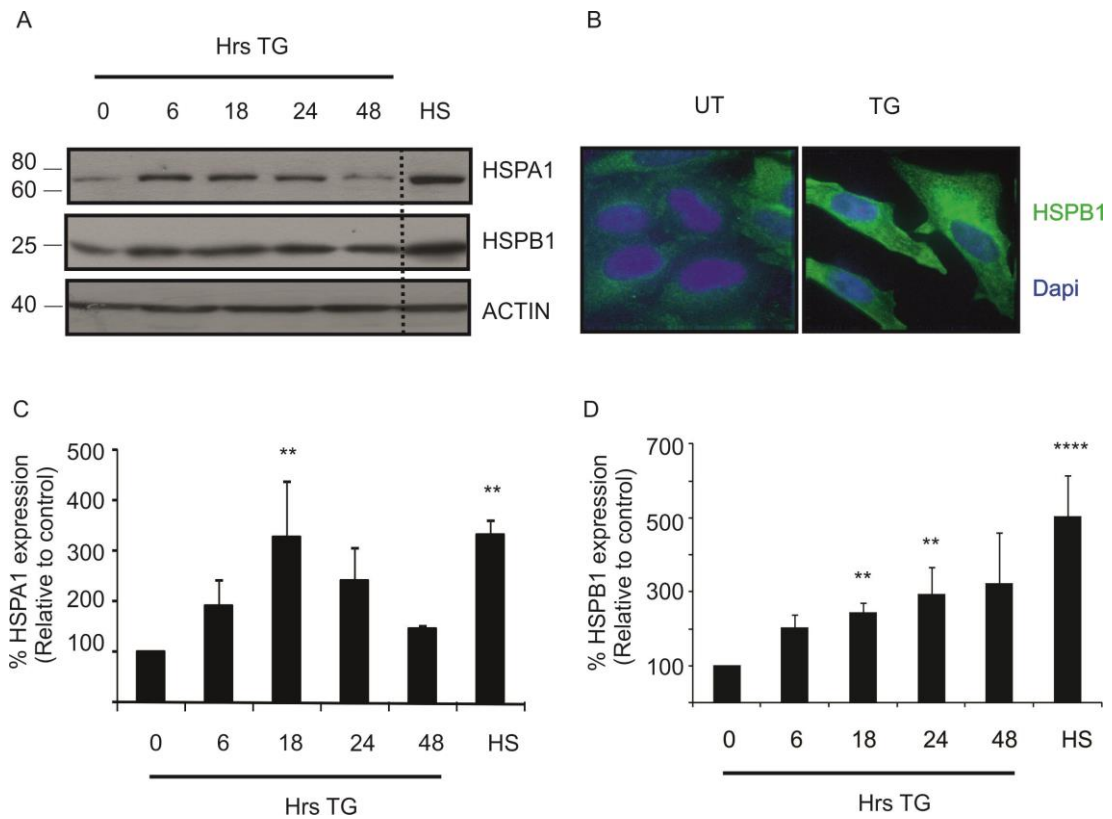 A
Hrs TG
0 6 18 24 48 HS
80
60
HSPA1
25
HSPB1
40
ACTIN
B
UT TG
HSPB1
Dapi
C
% HSPA1 expression
(Relative to control)
500
400
300
200
100
** **
0 6 18 24 48 HS
Hrs TG
D
% HSPB1 expression
(Relative to control)
700
500
300
100
** ** ****
0 6 18 24 48 HS
Hrs TG